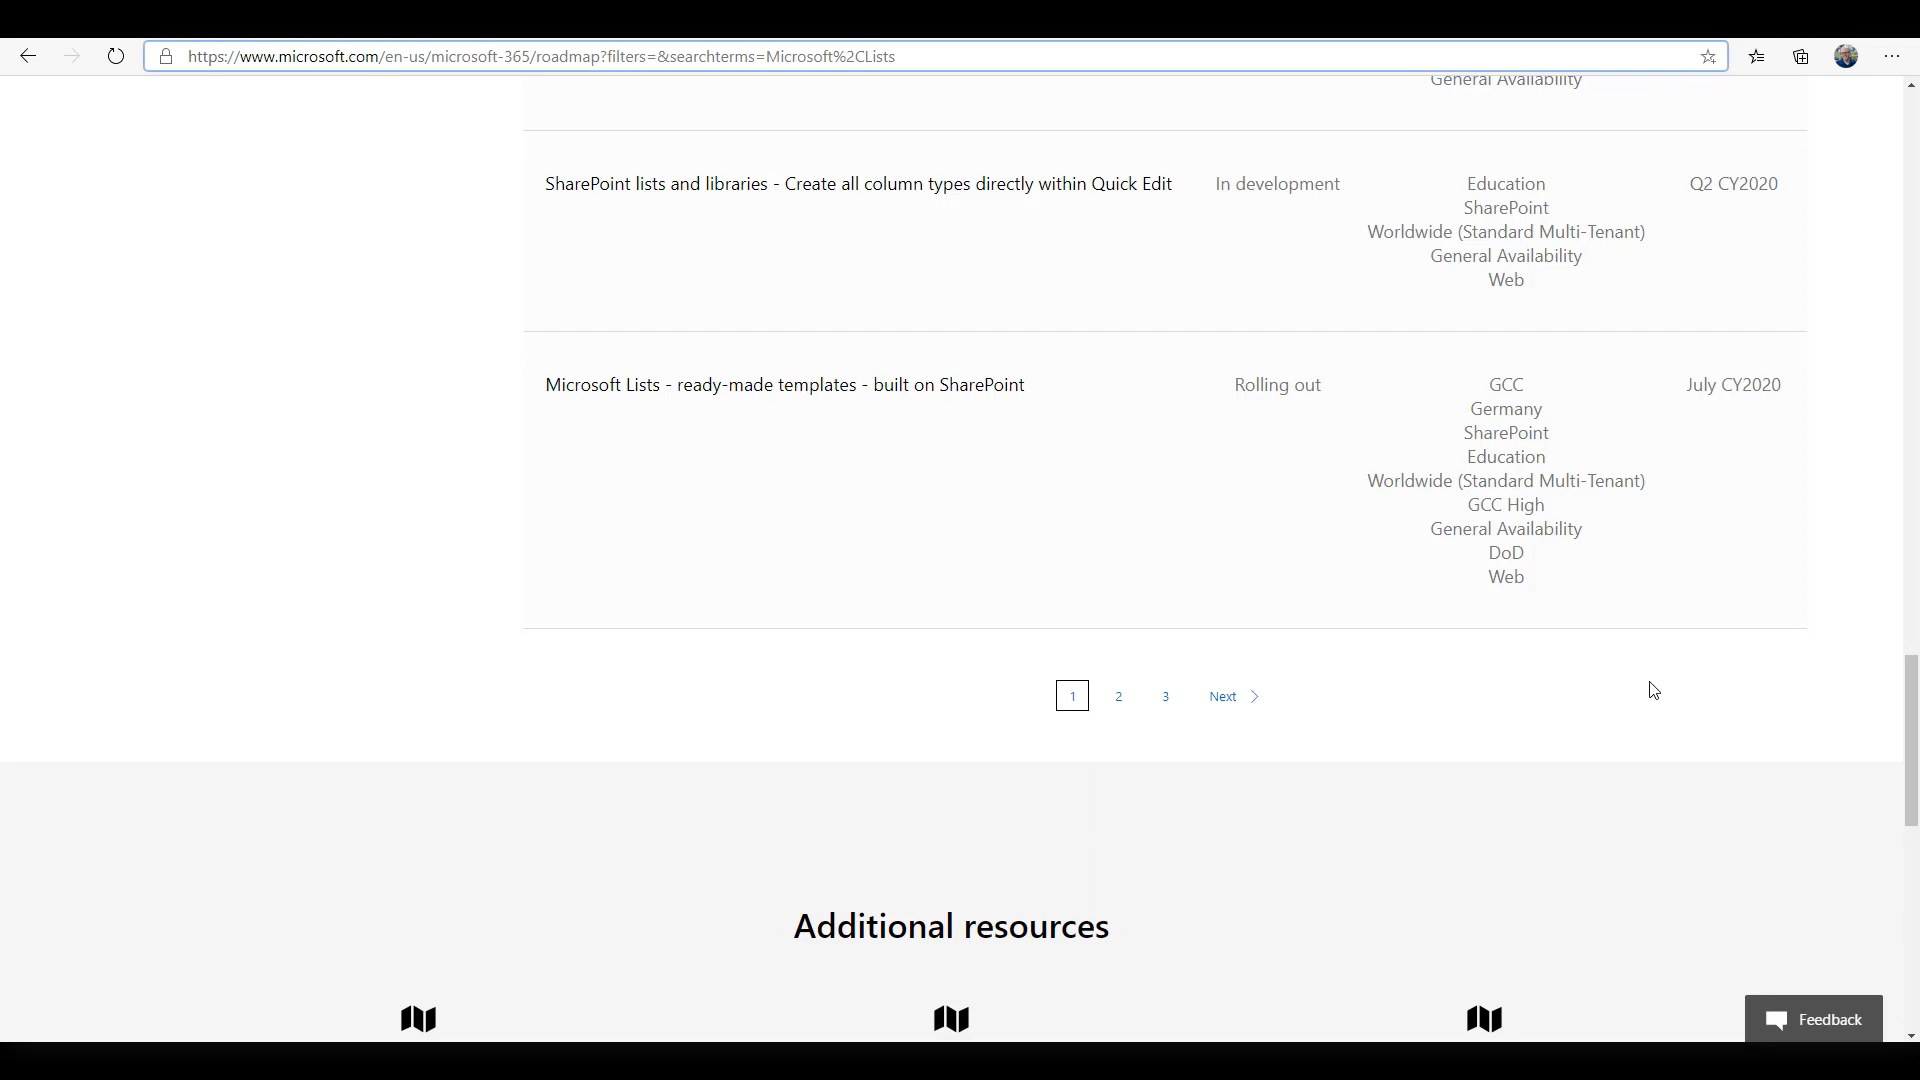 https://www.microsoft.com/en-us/microsoft-365/roadmap?filters=&searchterms=Microsoft%2CLists
General Availability
SharePoint lists and libraries - Create all column types directly within Quick Edit In development Education Q2 CY2020
SharePoint
Worldwide (Standard Multi-Tenant)
General Availability
Web
Microsoft Lists - ready-made templates - built on SharePoint Rolling out GCC July CY2020
Germany
SharePoint
Education
Worldwide (Standard Multi-Tenant)
GCC High
General Availability
DoD
Web
1 2 3 Next
Additional resources
Feedback